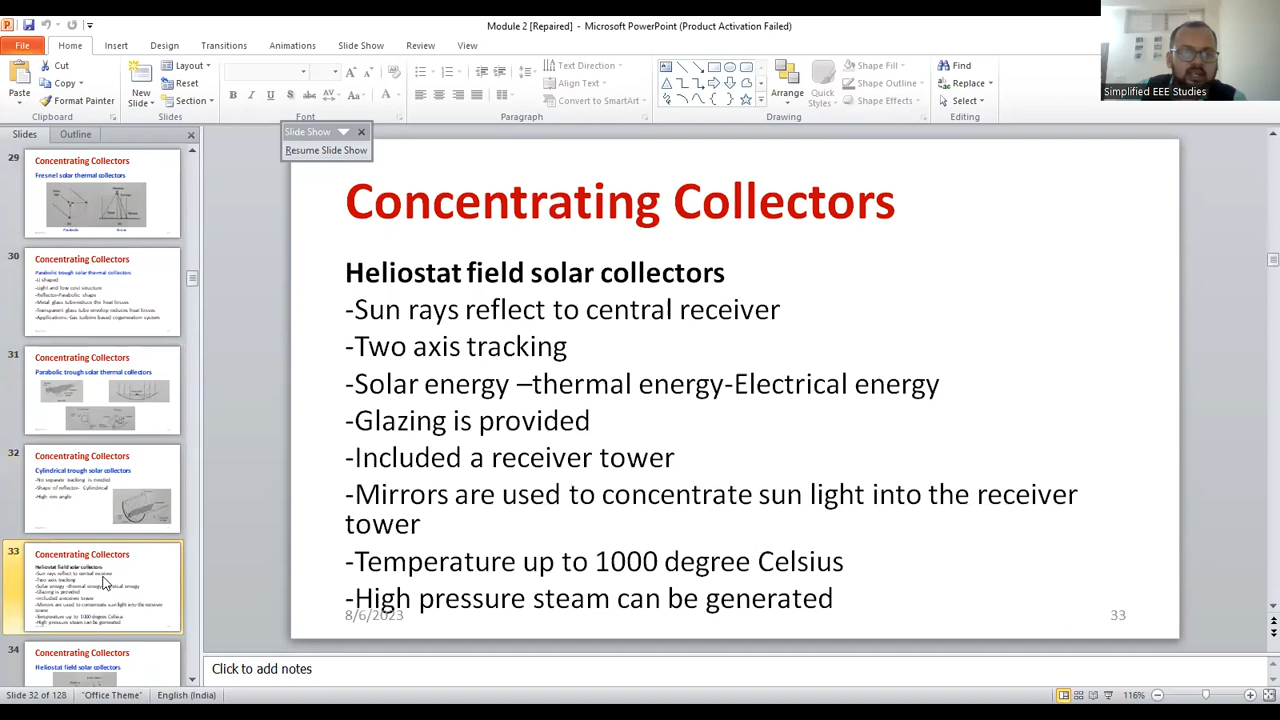 Module 2 [Repaired] - Microsoft PowerPoint (Product Activation Failed)
File Home Insert Design Transitions Animations Slide Show Review View
Paste Cut Copy Format Painter
Clipboard
New Slide Layout Reset Section
Slides
B I U S abc AV Aa A
Font
Text Direction Align Text Convert to SmartArt
Paragraph
Arrange Quick Styles Shape Fill Shape Outline Shape Effects
Drawing
Find Replace Select
Editing
Simplified EEE Studies
Slides Outline
Slide Show
Resume Slide Show
29
Concentrating Collectors
Fresnel solar thermal collectors
30
Concentrating Collectors
Parabolic trough solar thermal collectors
-U shaped
-Light and low cost structure
-Reflector-Parabolic shape
-Metal glass tube-reduce the heat losses
-Transparent glass tube envelop reduces heat losses
-Applications: Gas turbine based cogeneration system
31
Concentrating Collectors
Parabolic trough solar thermal collectors
32
Concentrating Collectors
Cylindrical trough solar collectors
-No separate tracking is needed
-Shape of reflector- Cylindrical
-High rim angle
33
Concentrating Collectors
Heliostat field solar collectors
-Sun rays reflect to central receiver
-Two axis tracking
-Glazing is provided
-Included a receiver tower
-Mirrors are used to concentrate sun light into the receiver
tower
-Temperature up to 1000 degree Celsius
-High pressure steam can be generated
34
Concentrating Collectors
Heliostat field solar collectors
Concentrating Collectors
Heliostat field solar collectors
-Sun rays reflect to central receiver
-Two axis tracking
-Solar energy –thermal energy-Electrical energy
-Glazing is provided
-Included a receiver tower
-Mirrors are used to concentrate sun light into the receiver
tower
-Temperature up to 1000 degree Celsius
-High pressure steam can be generated
8/6/2023
33
Click to add notes
Slide 32 of 128 "Office Theme" English (India) 116%